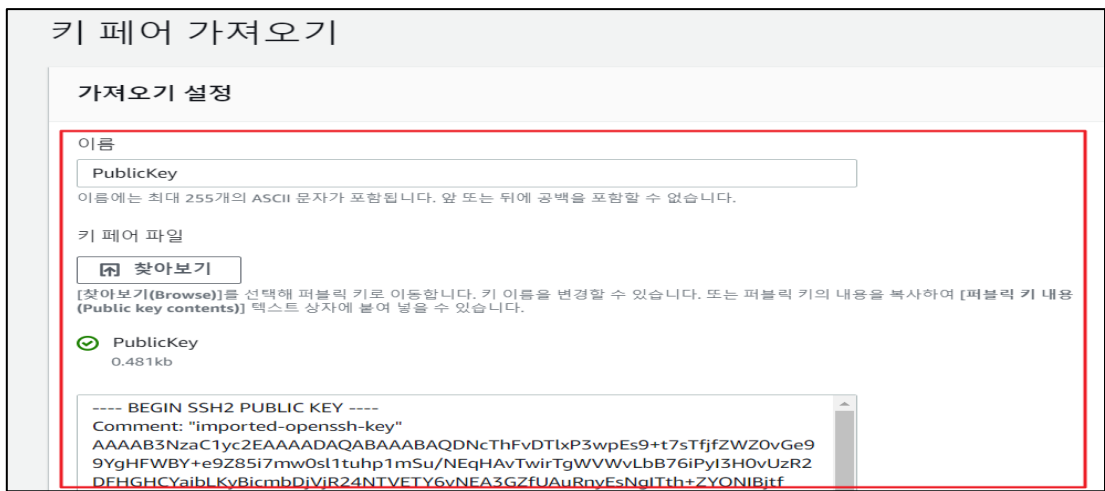 키 페어 가져오기
가져오기 설정
이름
PublicKey
이름에는 최대 255개의 ASCII 문자가 포함됩니다. 앞 또는 뒤에 공백을 포함할 수 없습니다.
키 페어 파일
찾아보기
[찾아보기(Browse)]를 선택해 퍼블릭 키로 이동합니다. 키 이름을 변경할 수 있습니다. 또는 퍼블릭 키의 내용을 복사하여 [퍼블릭 키 내용
(Public key contents)] 텍스트 상자에 붙여 넣을 수 있습니다.
PublicKey
0.481kb
---- BEGIN SSH2 PUBLIC KEY ----
Comment: "imported-openssh-key"
AAAAB3NzaC1yc2EAAAADAQABAAABAQDNcThFvDTlxP3wpEs9+t7sTfjfZWZ0vGe9
9YgHFWBY+e9Z85i7mw0sl1tuhp1mSu/NEqHAvTwirTgWVWvLbB76iPyI3H0vUzR2
DFHGHCYaibLKyBicmbDjVjR24NTVETY6vNEA3GZfUAuRnyEsNgITth+ZYONIBjtf